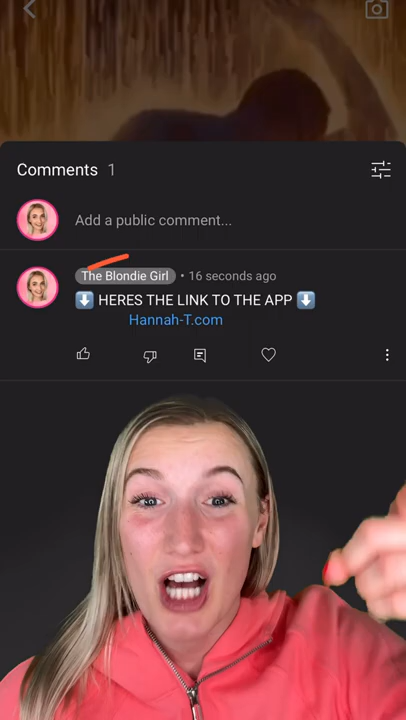 Comments 1
Add a public comment...
The Blondie Girl • 16 seconds ago
⬇️ HERES THE LINK TO THE APP ⬇️
Hannah-T.com